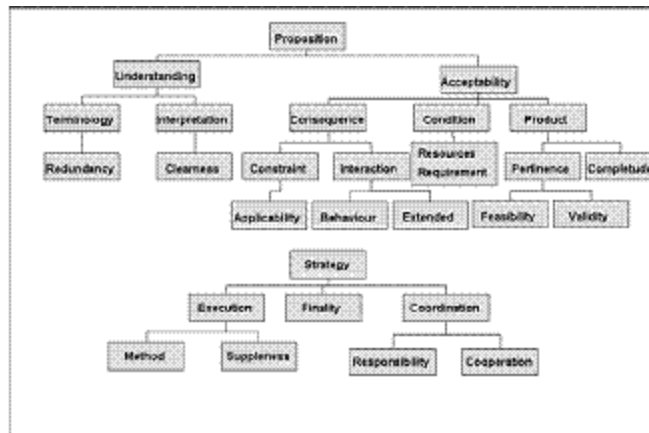 Proposition
Understanding
Acceptability
Terminology
Interpretation
Consequence
Condition
Product
Redundancy
Clearness
Constraint
Interaction
Resources
Requirement
Pertinence
Completude
Applicability
Behaviour
Extended
Feasibility
Validity
Strategy
Execution
Finality
Coordination
Method
Suppleness
Responsibility
Cooperation